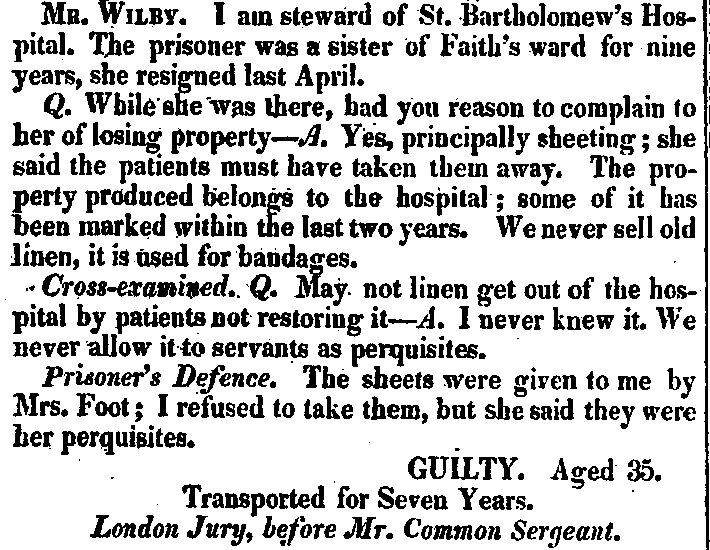 MR. WILBY. I am steward of St. Bartholomew's Hos-
pital. The prisoner was a sister of Faith's ward for nine
years, she resigned last April.
Q. While she was there, had you reason to complain to
her of losing property—A. Yes, principally sheeting; she
said the patients must have taken them away. The pro-
perty produced belongs to the hospital; some of it has
been marked within the last two years. We never sell old
linen, it is used for bandages.
Cross-examined. Q. May not linen get out of the hos-
pital by patients not restoring it—A. I never knew it. We
never allow it to servants as perquisites.
Prisoner's Defence. The sheets were given to me by
Mrs. Foot; I refused to take them, but she said they were
her perquisites.
GUILTY. Aged 35.
Transported for Seven Years.
London Jury, before Mr. Common Sergeant.